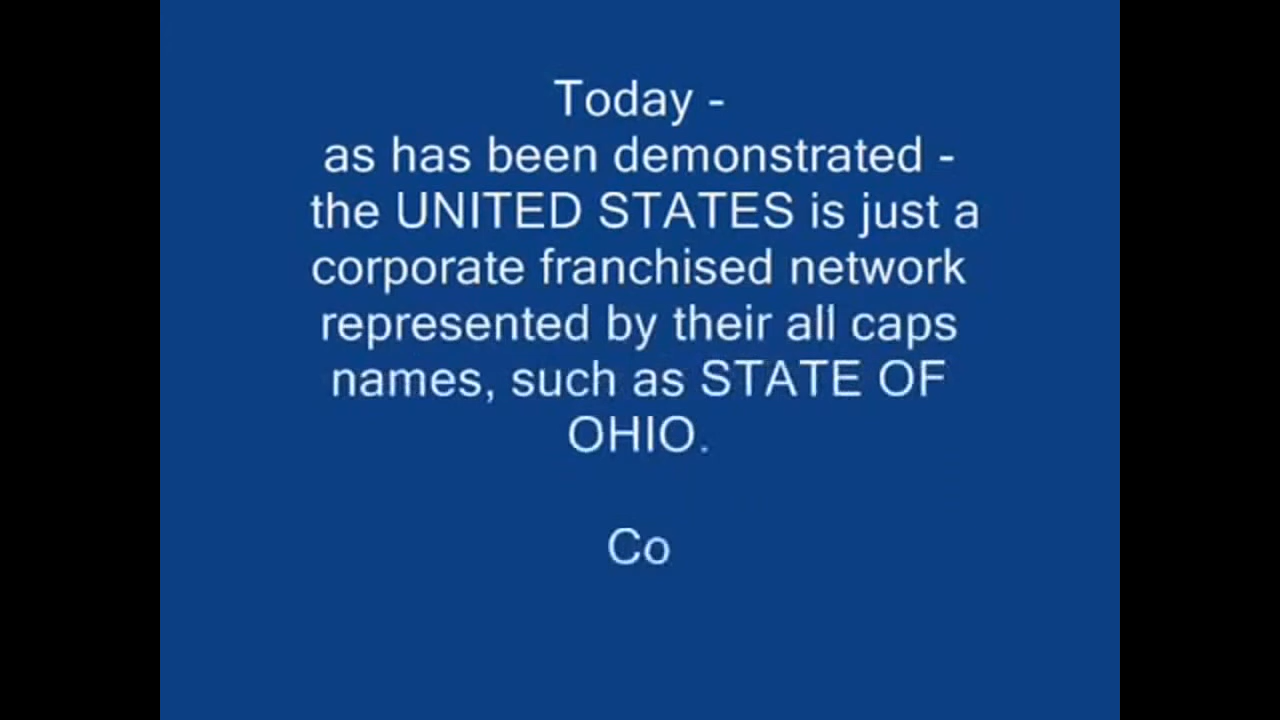 Today -
as has been demonstrated -
the UNITED STATES is just a
corporate franchised network
represented by their all caps
names, such as STATE OF
OHIO.
Co